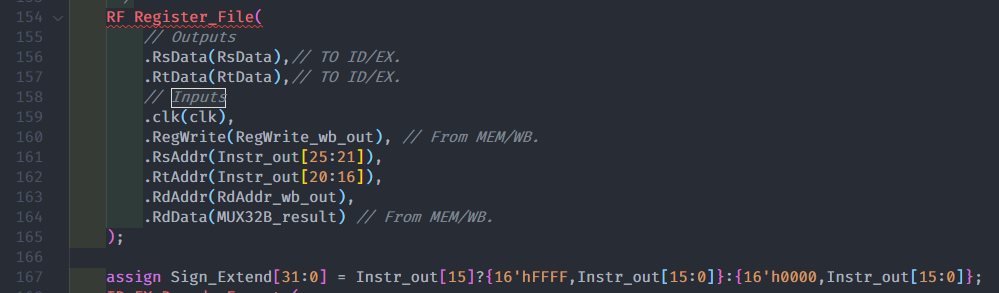 154 RF Register_File(
155 // Outputs
156 .RsData(RsData),// TO ID/EX.
157 .RtData(RtData),// TO ID/EX.
158 // Inputs
159 .clk(clk),
160 .RegWrite(RegWrite_wb_out), // From MEM/WB.
161 .RsAddr(Instr_out[25:21]),
162 .RtAddr(Instr_out[20:16]),
163 .RdAddr(RdAddr_wb_out),
164 .RdData(MUX32B_result) // From MEM/WB.
165 );
166
167 assign Sign_Extend[31:0] = Instr_out[15]?{16'hFFFF,Instr_out[15:0]}:{16'h0000,Instr_out[15:0]};